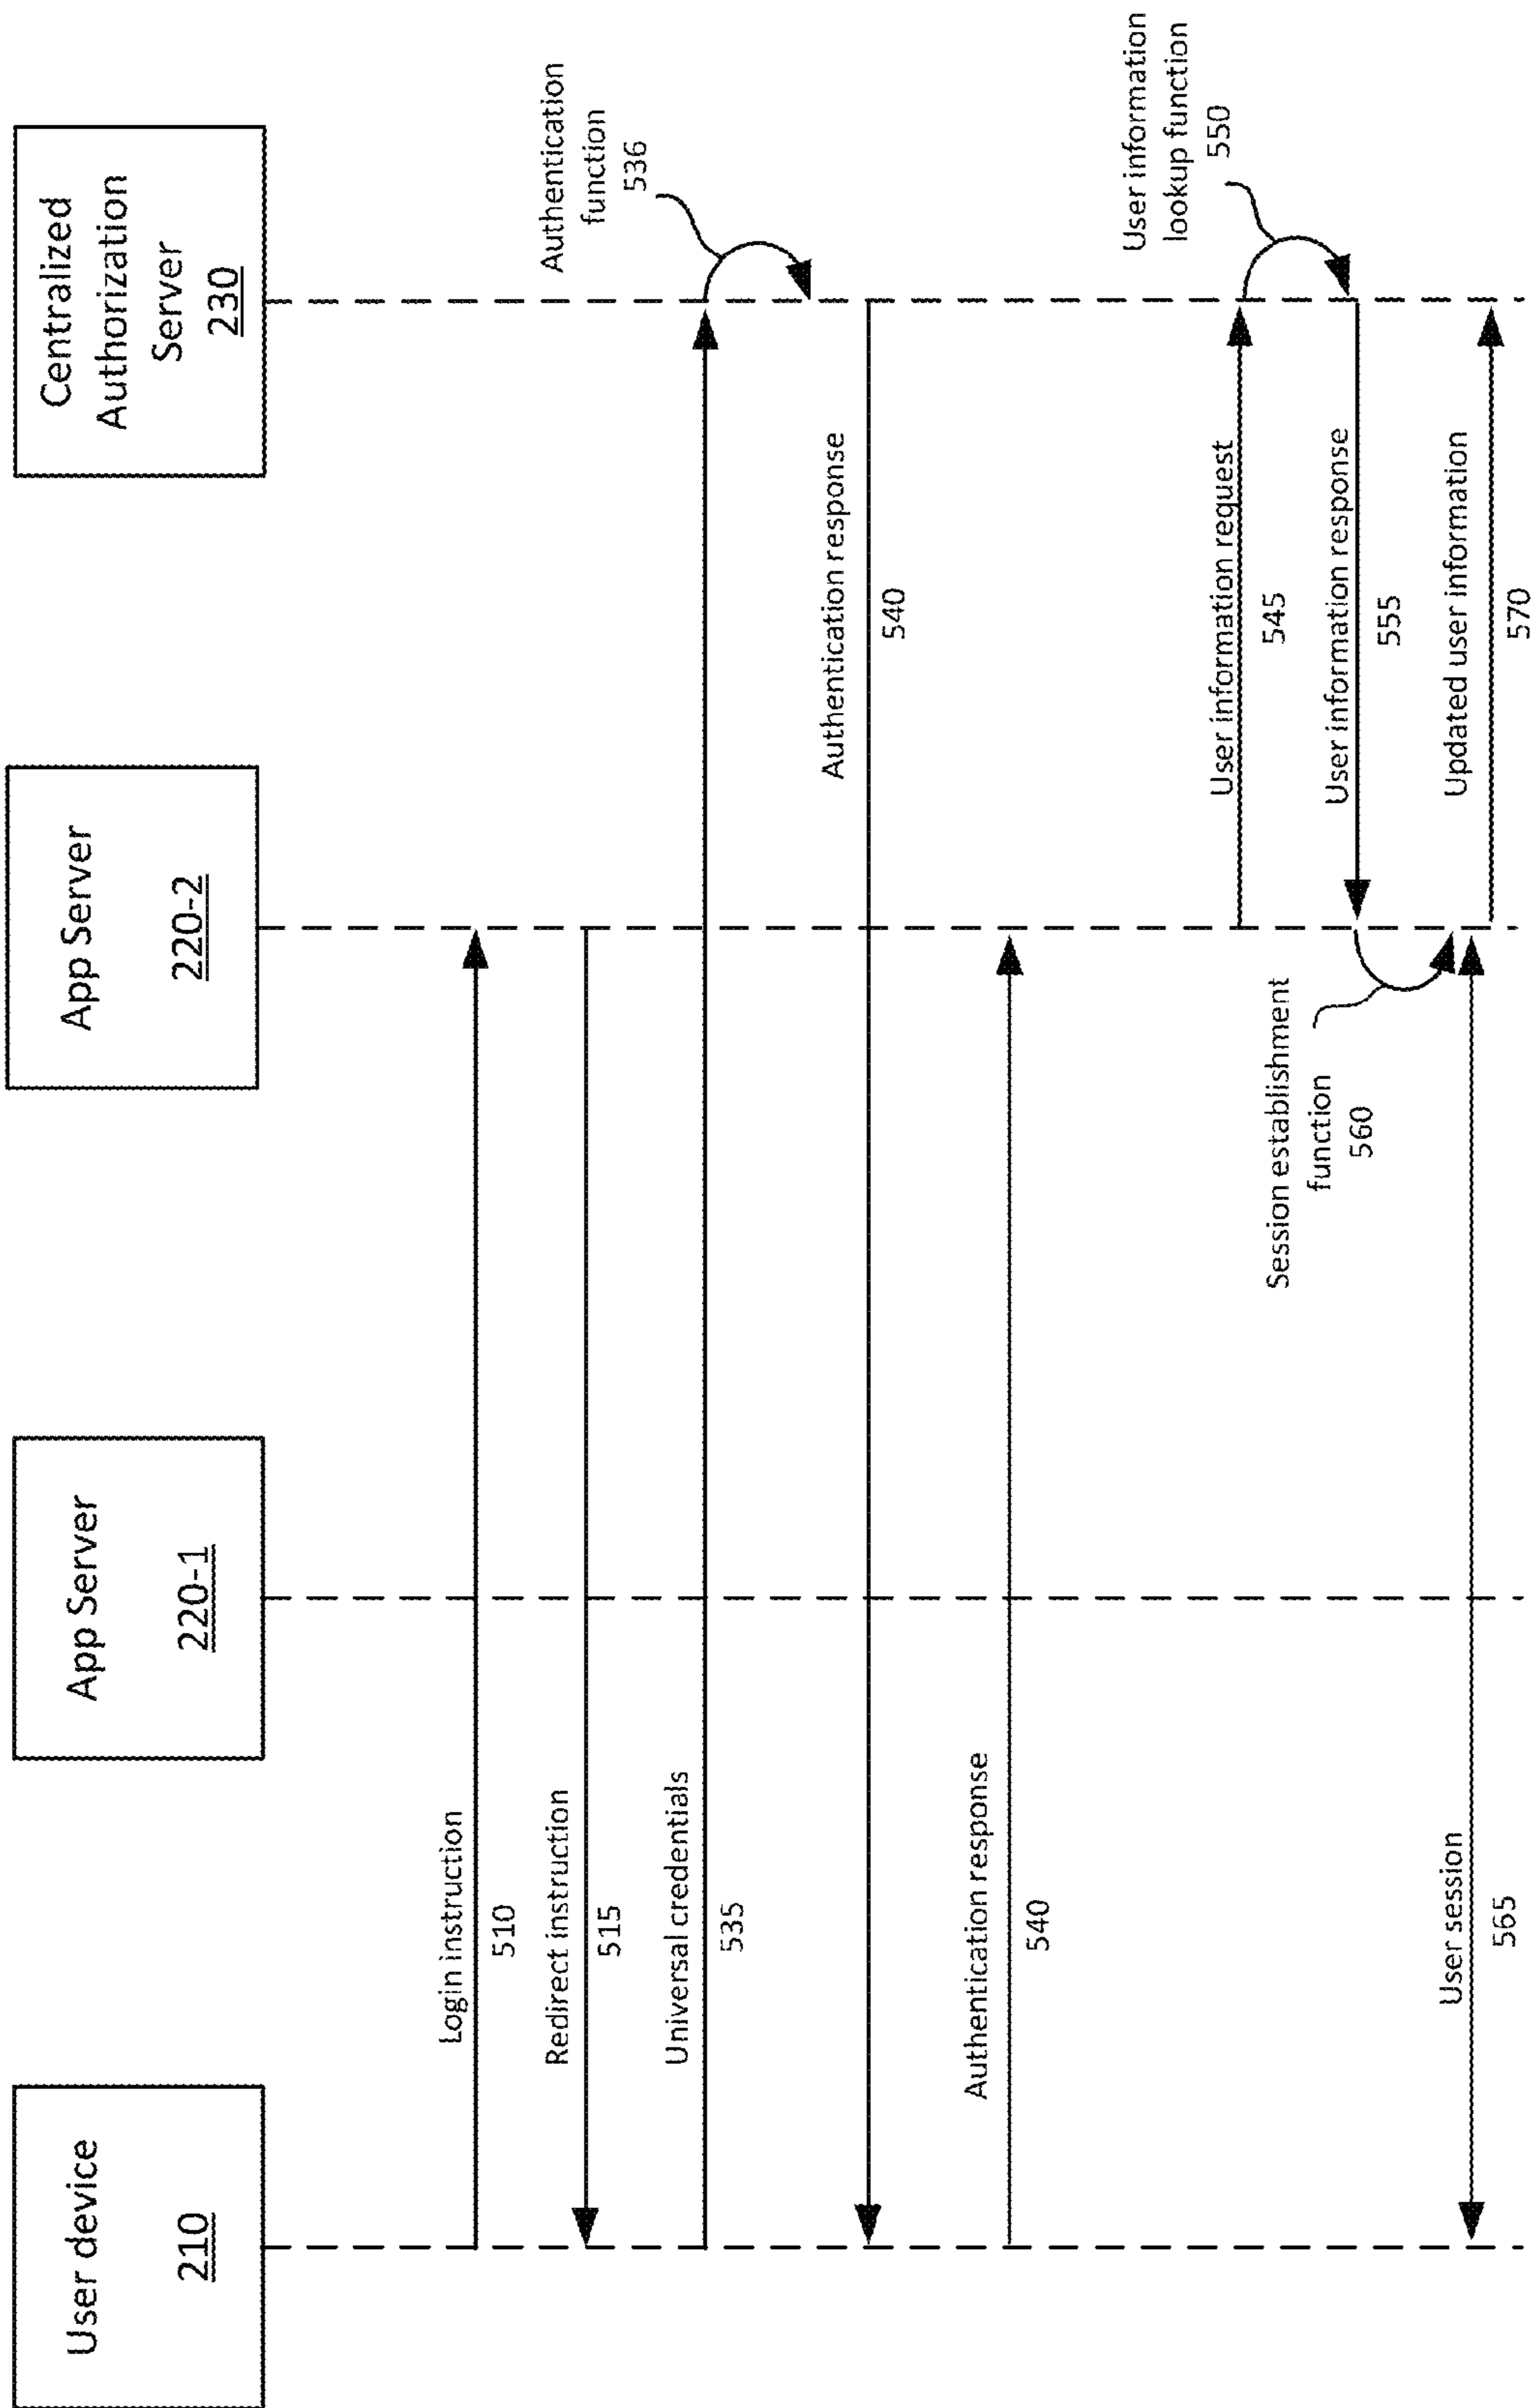 User device
210
App Server
220-1
App Server
220-2
Centralized
Authorization
Server
230
Login instruction
510
Redirect instruction
515
Universal credentials
535
Authentication
function
536
Authentication response
540
Authentication response
540
User information request
545
User information
lookup function
550
User information response
555
Session establishment
function
560
User session
565
Updated user information
570